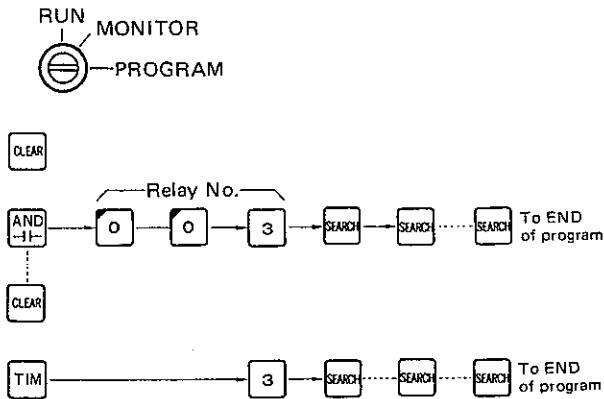 RUN
MONITOR
PROGRAM
CLEAR
Relay No.
AND 0 0 3 SEARCH SEARCH SEARCH To END
of program
CLEAR
TIM 3 SEARCH SEARCH SEARCH To END
of program